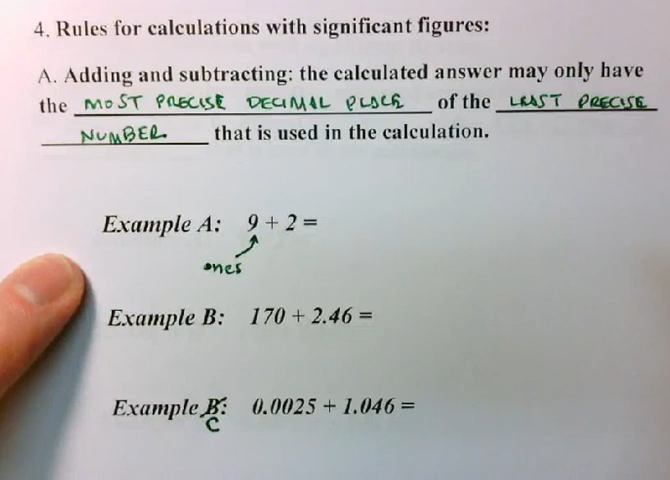 4. Rules for calculations with significant figures:
A. Adding and subtracting: the calculated answer may only have
the MOST PRECISE DECIMAL PLACE of the LEAST PRECISE
NUMBER that is used in the calculation.
Example A: 9 + 2 =
ones
Example B: 170 + 2.46 =
Example B: 0.0025 + 1.046 =
C